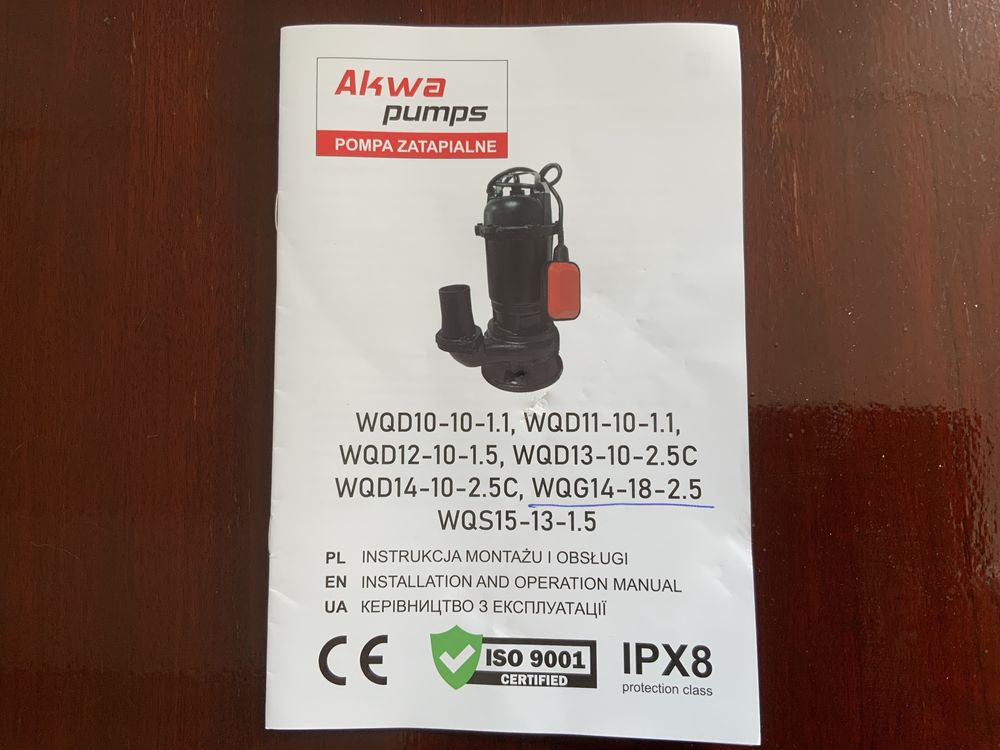 Akwa
pumps
POMPA ZATAPIALNE
WQD10-10-1.1, WQD11-10-1.1,
WQD12-10-1.5, WQD13-10-2.5C
WQD14-10-2.5C, WQG14-18-2.5
WQS15-13-1.5
PL INSTRUKCJA MONTAŻU I OBSŁUGI
EN INSTALLATION AND OPERATION MANUAL
UA КЕРІВНИЦТВО З ЕКСПЛУАТАЦІЇ
CE
ISO 9001
CERTIFIED
IPX8
protection class